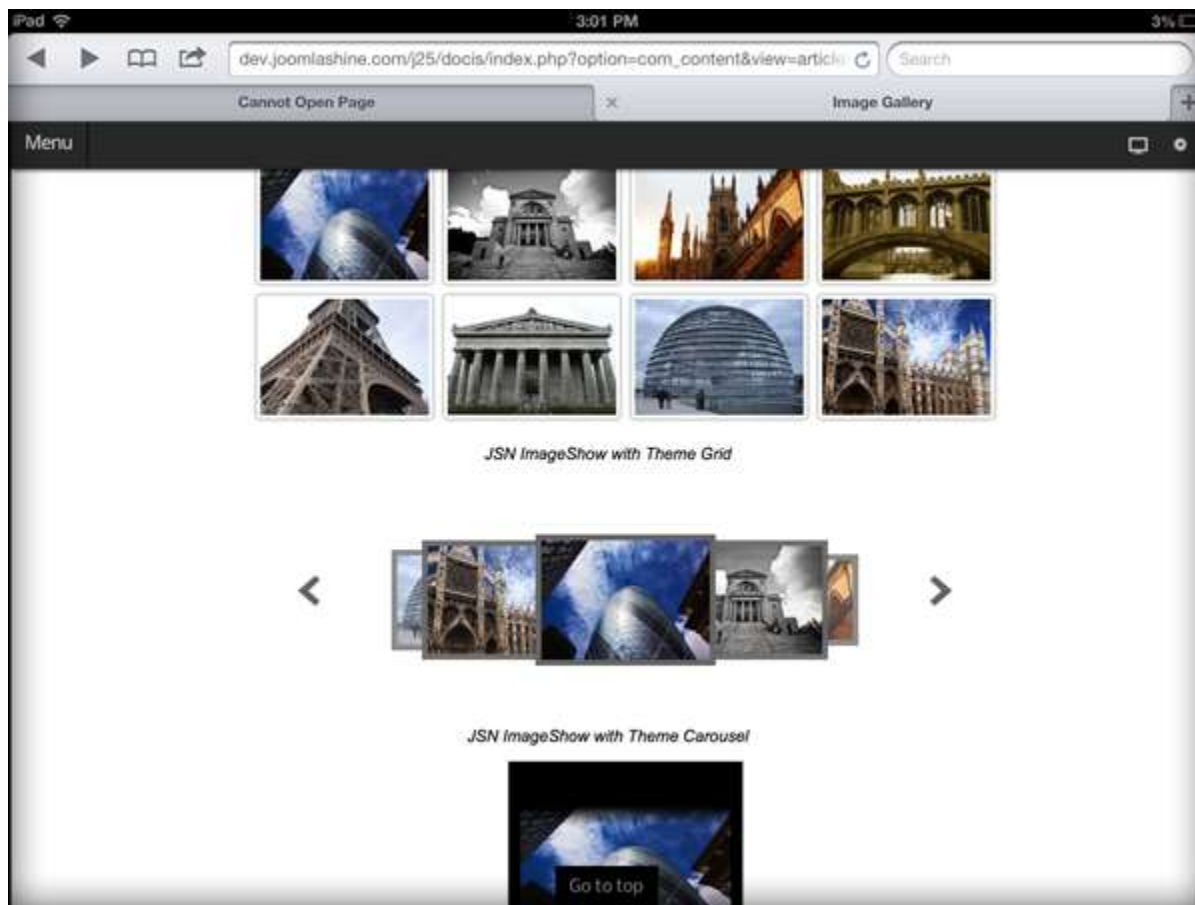 iPad 3:01 PM 3%
dev.joomlashine.com/j25/docis/index.php?option=com_content&view=article Search
Cannot Open Page Image Gallery
Menu
JSN ImageShow with Theme Grid
JSN ImageShow with Theme Carousel
Go to top